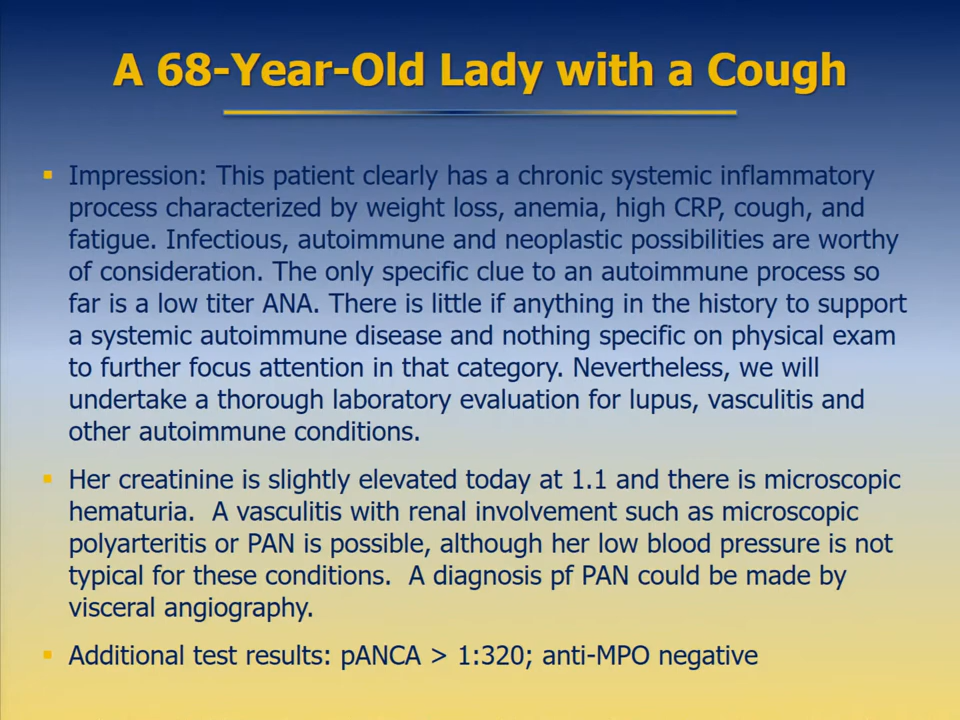 A 68-Year-Old Lady with a Cough
Impression: This patient clearly has a chronic systemic inflammatory
process characterized by weight loss, anemia, high CRP, cough, and
fatigue. Infectious, autoimmune and neoplastic possibilities are worthy
of consideration. The only specific clue to an autoimmune process so
far is a low titer ANA. There is little if anything in the history to support
a systemic autoimmune disease and nothing specific on physical exam
to further focus attention in that category. Nevertheless, we will
undertake a thorough laboratory evaluation for lupus, vasculitis and
other autoimmune conditions.
Her creatinine is slightly elevated today at 1.1 and there is microscopic
hematuria.  A vasculitis with renal involvement such as microscopic
polyarteritis or PAN is possible, although her low blood pressure is not
typical for these conditions.  A diagnosis pf PAN could be made by
visceral angiography.
Additional test results: pANCA > 1:320; anti-MPO negative